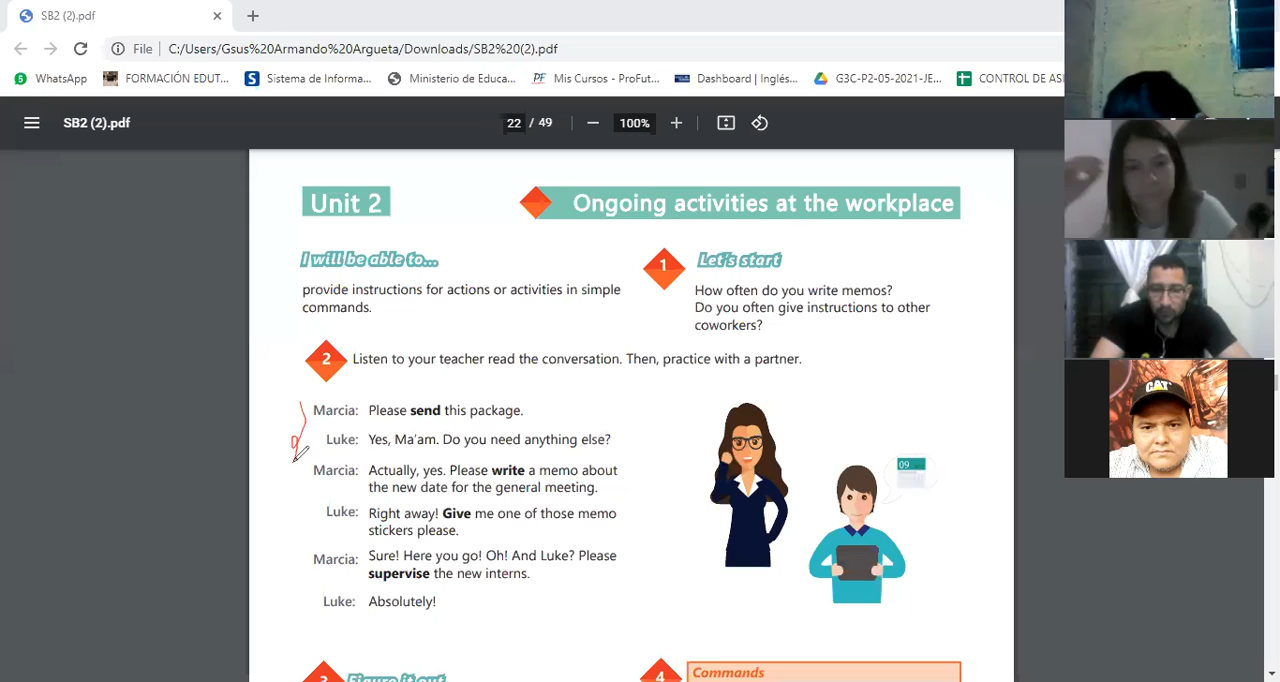 SB2 (2).pdf
File
C:/Users/Gsus%20Armando%20Argueta/Downloads/SB2%20(2).pdf
WhatsApp
FORMACIÓN EDUT...
Sistema de Informa...
Ministerio de Educa...
Mis Cursos - ProFut...
Dashboard | Inglés...
G3C-P2-05-2021-JE...
CONTROL DE ASI
SB2 (2).pdf
22 / 49
100%
Unit 2
Ongoing activities at the workplace
I will be able to...
provide instructions for actions or activities in simple
commands.
1
Let's start
How often do you write memos?
Do you often give instructions to other
coworkers?
2
Listen to your teacher read the conversation. Then, practice with a partner.
Marcia: Please send this package.
Luke: Yes, Ma'am. Do you need anything else?
Marcia: Actually, yes. Please write a memo about
the new date for the general meeting.
Luke: Right away! Give me one of those memo
stickers please.
Marcia: Sure! Here you go! Oh! And Luke? Please
supervise the new interns.
Luke: Absolutely!
09
CAT
3
Figure it out
4
Commands